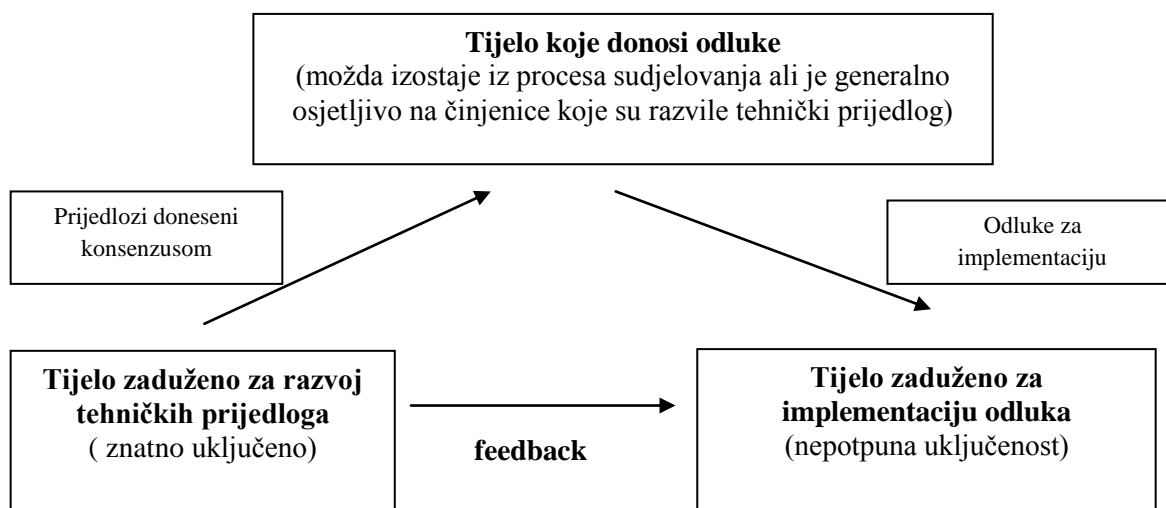 Tijelo koje donosi odluke
(možda izostaje iz procesa sudjelovanja ali je generalno
osjetljivo na činjenice koje su razvile tehnički prijedlog)
Prijedlozi doneseni
konsenzusom
Odluke za
implementaciju
Tijelo zaduženo za razvoj
tehničkih prijedloga
( znatno uključeno)
feedback
Tijelo zaduženo za
implementaciju odluka
(nepotpuna uključenost)